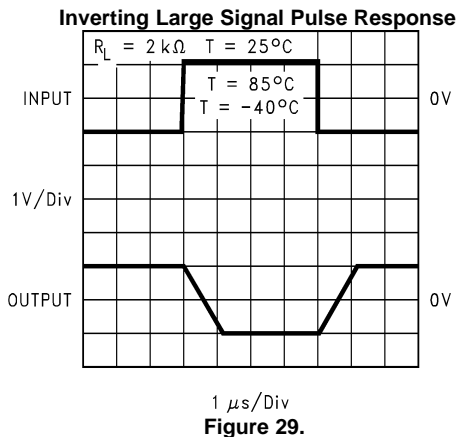 Inverting Large Signal Pulse Response
R_L = 2 kΩ T = 25°C
T = 85°C
T = -40°C
INPUT
0V
1V/Div
OUTPUT
0V
1 μs/Div
Figure 29.